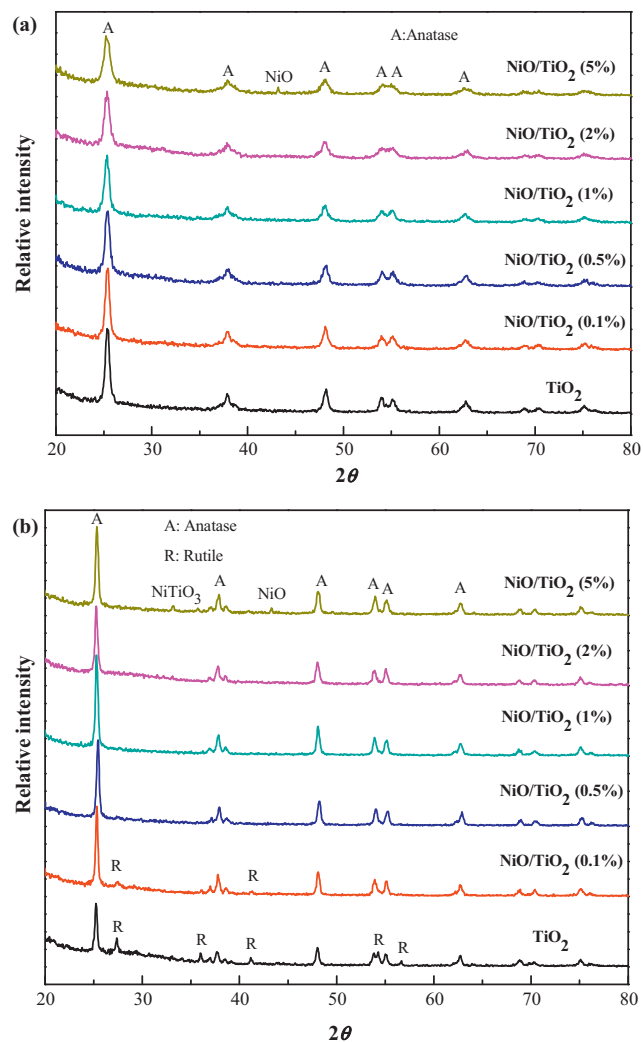 (a)
A
A:Anatase
A
NiO
A
A A
A
NiO/TiO2 (5%)
NiO/TiO2 (2%)
NiO/TiO2 (1%)
NiO/TiO2 (0.5%)
NiO/TiO2 (0.1%)
TiO2
Relative intensity
20 30 40 50 60 70 80
2θ
(b)
A
A: Anatase
R: Rutile
NiTiO3
A
NiO
A
A
A
A
NiO/TiO2 (5%)
NiO/TiO2 (2%)
NiO/TiO2 (1%)
NiO/TiO2 (0.5%)
R
R
NiO/TiO2 (0.1%)
R
R
R
R
R
TiO2
Relative intensity
20 30 40 50 60 70 80
2θ